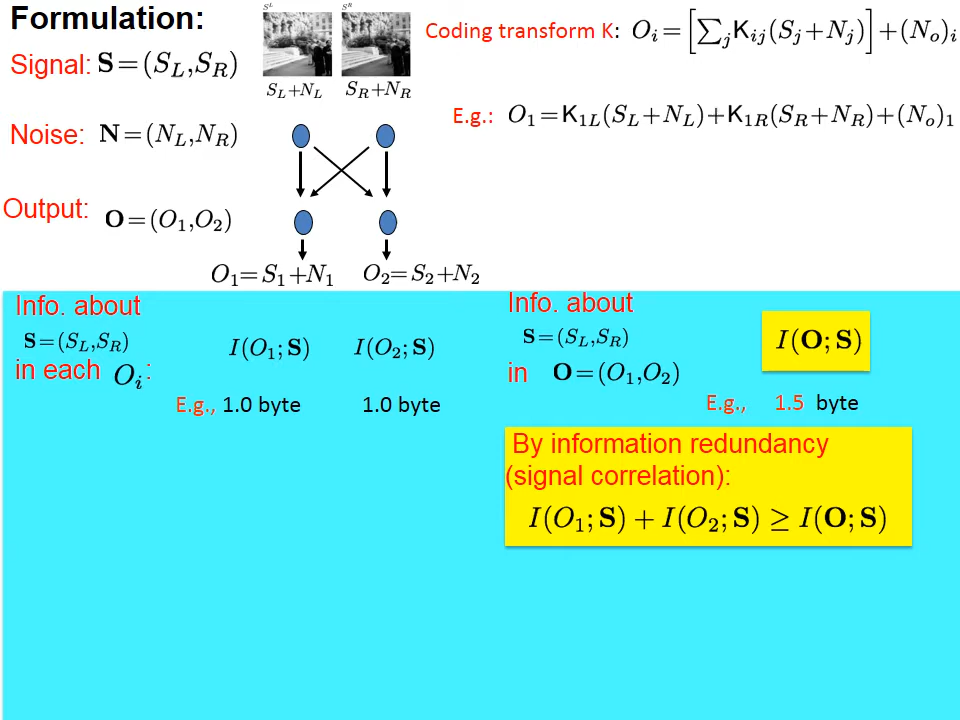 Formulation:
Signal: S=(S_L,S_R)
S^L S^R
S_L+N_L S_R+N_R
Coding transform K: O_i=[∑_j K_ij(S_j+N_j)]+(N_o)_i
E.g.: O_1=K_1L(S_L+N_L)+K_1R(S_R+N_R)+(N_o)_1
Noise: N=(N_L,N_R)
Output: O=(O_1,O_2)
O_1=S_1+N_1 O_2=S_2+N_2
Info. about
S=(S_L,S_R)
in each O_i:
I(O_1;S) I(O_2;S)
E.g., 1.0 byte 1.0 byte
Info. about
S=(S_L,S_R)
in O=(O_1,O_2)
I(O;S)
E.g., 1.5 byte
By information redundancy
(signal correlation):
I(O_1;S)+I(O_2;S)≥I(O;S)